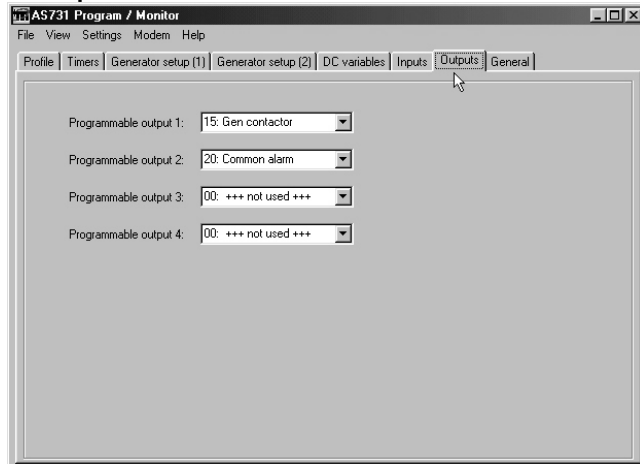 AS731 Program / Monitor
File View Settings Modem Help
Profile Timers Generator setup (1) Generator setup (2) DC variables Inputs Outputs General
Programmable output 1: 15: Gen contactor
Programmable output 2: 20: Common alarm
Programmable output 3: 00: +++ not used +++
Programmable output 4: 00: +++ not used +++